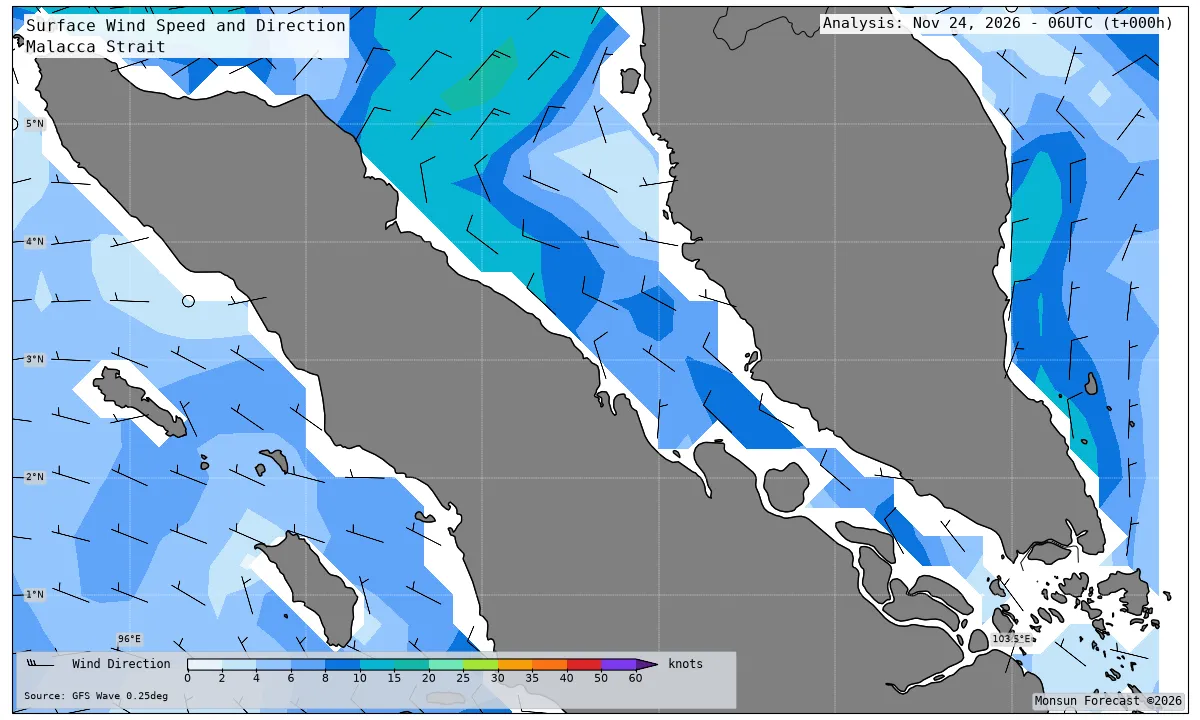 Surface Wind Speed and Direction
Malacca Strait
Analysis: Nov 24, 2026 - 06UTC (t+000h)
5°N
4°N
3°N
2°N
1°N
96°E
103.5°E
Wind Direction
0 2 4 6 8 10 15 20 25 30 35 40 50 60
knots
Source: GFS Wave 0.25deg
Monsun Forecast ©2026